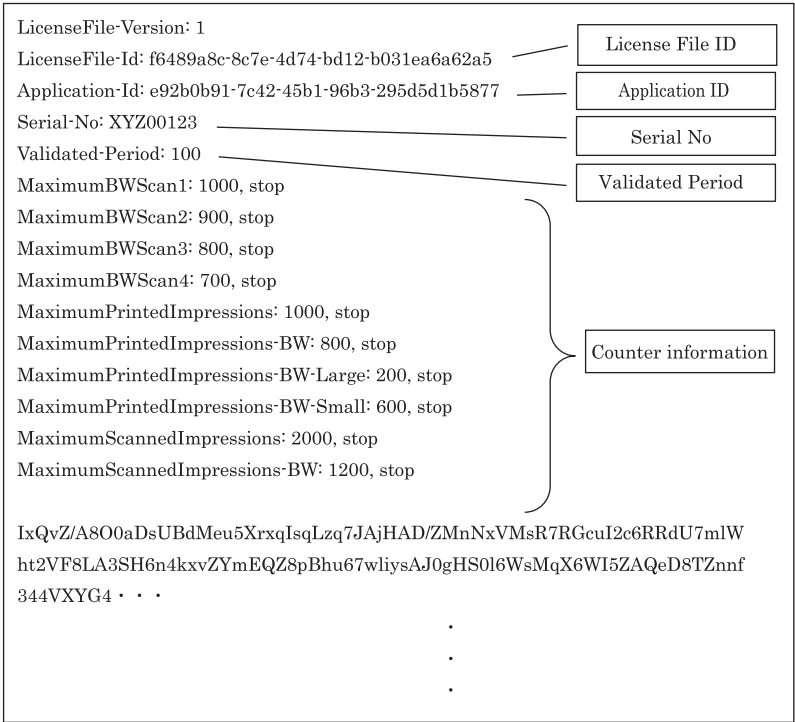 LicenseFile-Version: 1
LicenseFile-Id: f6489a8c-8c7e-4d74-bd12-b031ea6a62a5
License File ID
Application-Id: e92b0b91-7c42-45b1-96b3-295d5d1b5877
Application ID
Serial-No: XYZ00123
Serial No
Validated-Period: 100
Validated Period
MaximumBWScan1: 1000, stop
MaximumBWScan2: 900, stop
MaximumBWScan3: 800, stop
MaximumBWScan4: 700, stop
MaximumPrintedImpressions: 1000, stop
MaximumPrintedImpressions-BW: 800, stop
Counter information
MaximumPrintedImpressions-BW-Large: 200, stop
MaximumPrintedImpressions-BW-Small: 600, stop
MaximumScannedImpressions: 2000, stop
MaximumScannedImpressions-BW: 1200, stop
IxQvZ/A8O0aDsUBdMeu5XrxqIsqLzq7JAjHAD/ZMnNxVMsR7RGcuI2c6RRdU7mlW
ht2VF8LA3SH6n4kxvZYmEQZ8pBhu67wliysAJ0gHS0l6WsMqX6WI5ZAQeD8TZnnf
344VXYG4・・・